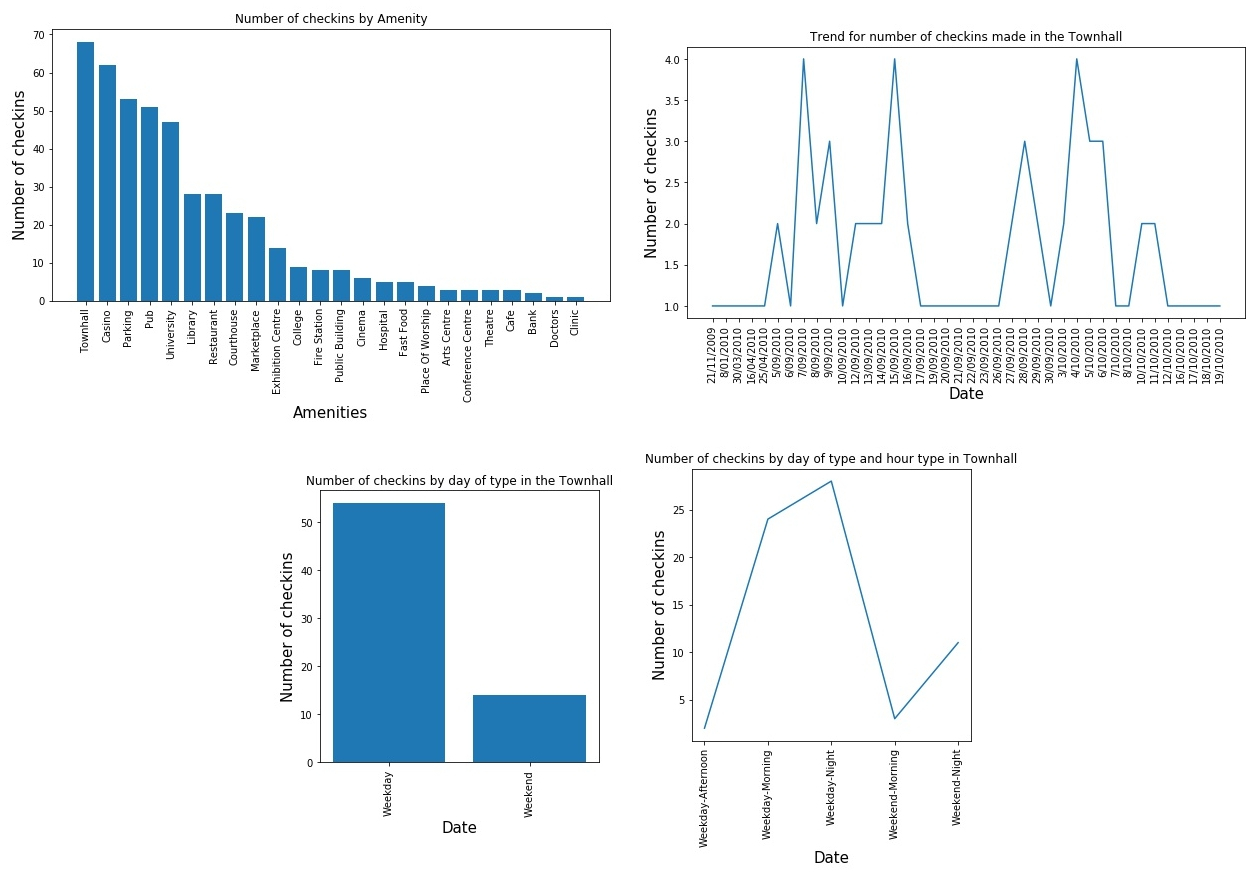 Number of checkins by Amenity
Number of checkins
70
60
50
40
30
20
10
0
Townhall
Casino
Parking
Pub
University
Library
Restaurant
Courthouse
Marketplace
Exhibition Centre
College
Fire Station
Public Building
Cinema
Hospital
Fast Food
Place Of Worship
Arts Centre
Conference Centre
Theatre
Cafe
Bank
Doctors
Clinic
Amenities
Trend for number of checkins made in the Townhall
Number of checkins
4.0
3.5
3.0
2.5
2.0
1.5
1.0
21/11/2009
8/01/2010
30/03/2010
16/04/2010
25/04/2010
5/09/2010
6/09/2010
7/09/2010
8/09/2010
9/09/2010
10/09/2010
12/09/2010
13/09/2010
14/09/2010
15/09/2010
16/09/2010
17/09/2010
19/09/2010
20/09/2010
21/09/2010
22/09/2010
23/09/2010
26/09/2010
27/09/2010
28/09/2010
29/09/2010
30/09/2010
3/10/2010
4/10/2010
5/10/2010
6/10/2010
7/10/2010
8/10/2010
10/10/2010
11/10/2010
12/10/2010
16/10/2010
17/10/2010
18/10/2010
19/10/2010
Date
Number of checkins by day of type in the Townhall
Number of checkins
50
40
30
20
10
0
Weekday
Weekend
Date
Number of checkins by day of type and hour type in Townhall
Number of checkins
25
20
15
10
5
Weekday-Afternoon
Weekday-Morning
Weekday-Night
Weekend-Morning
Weekend-Night
Date